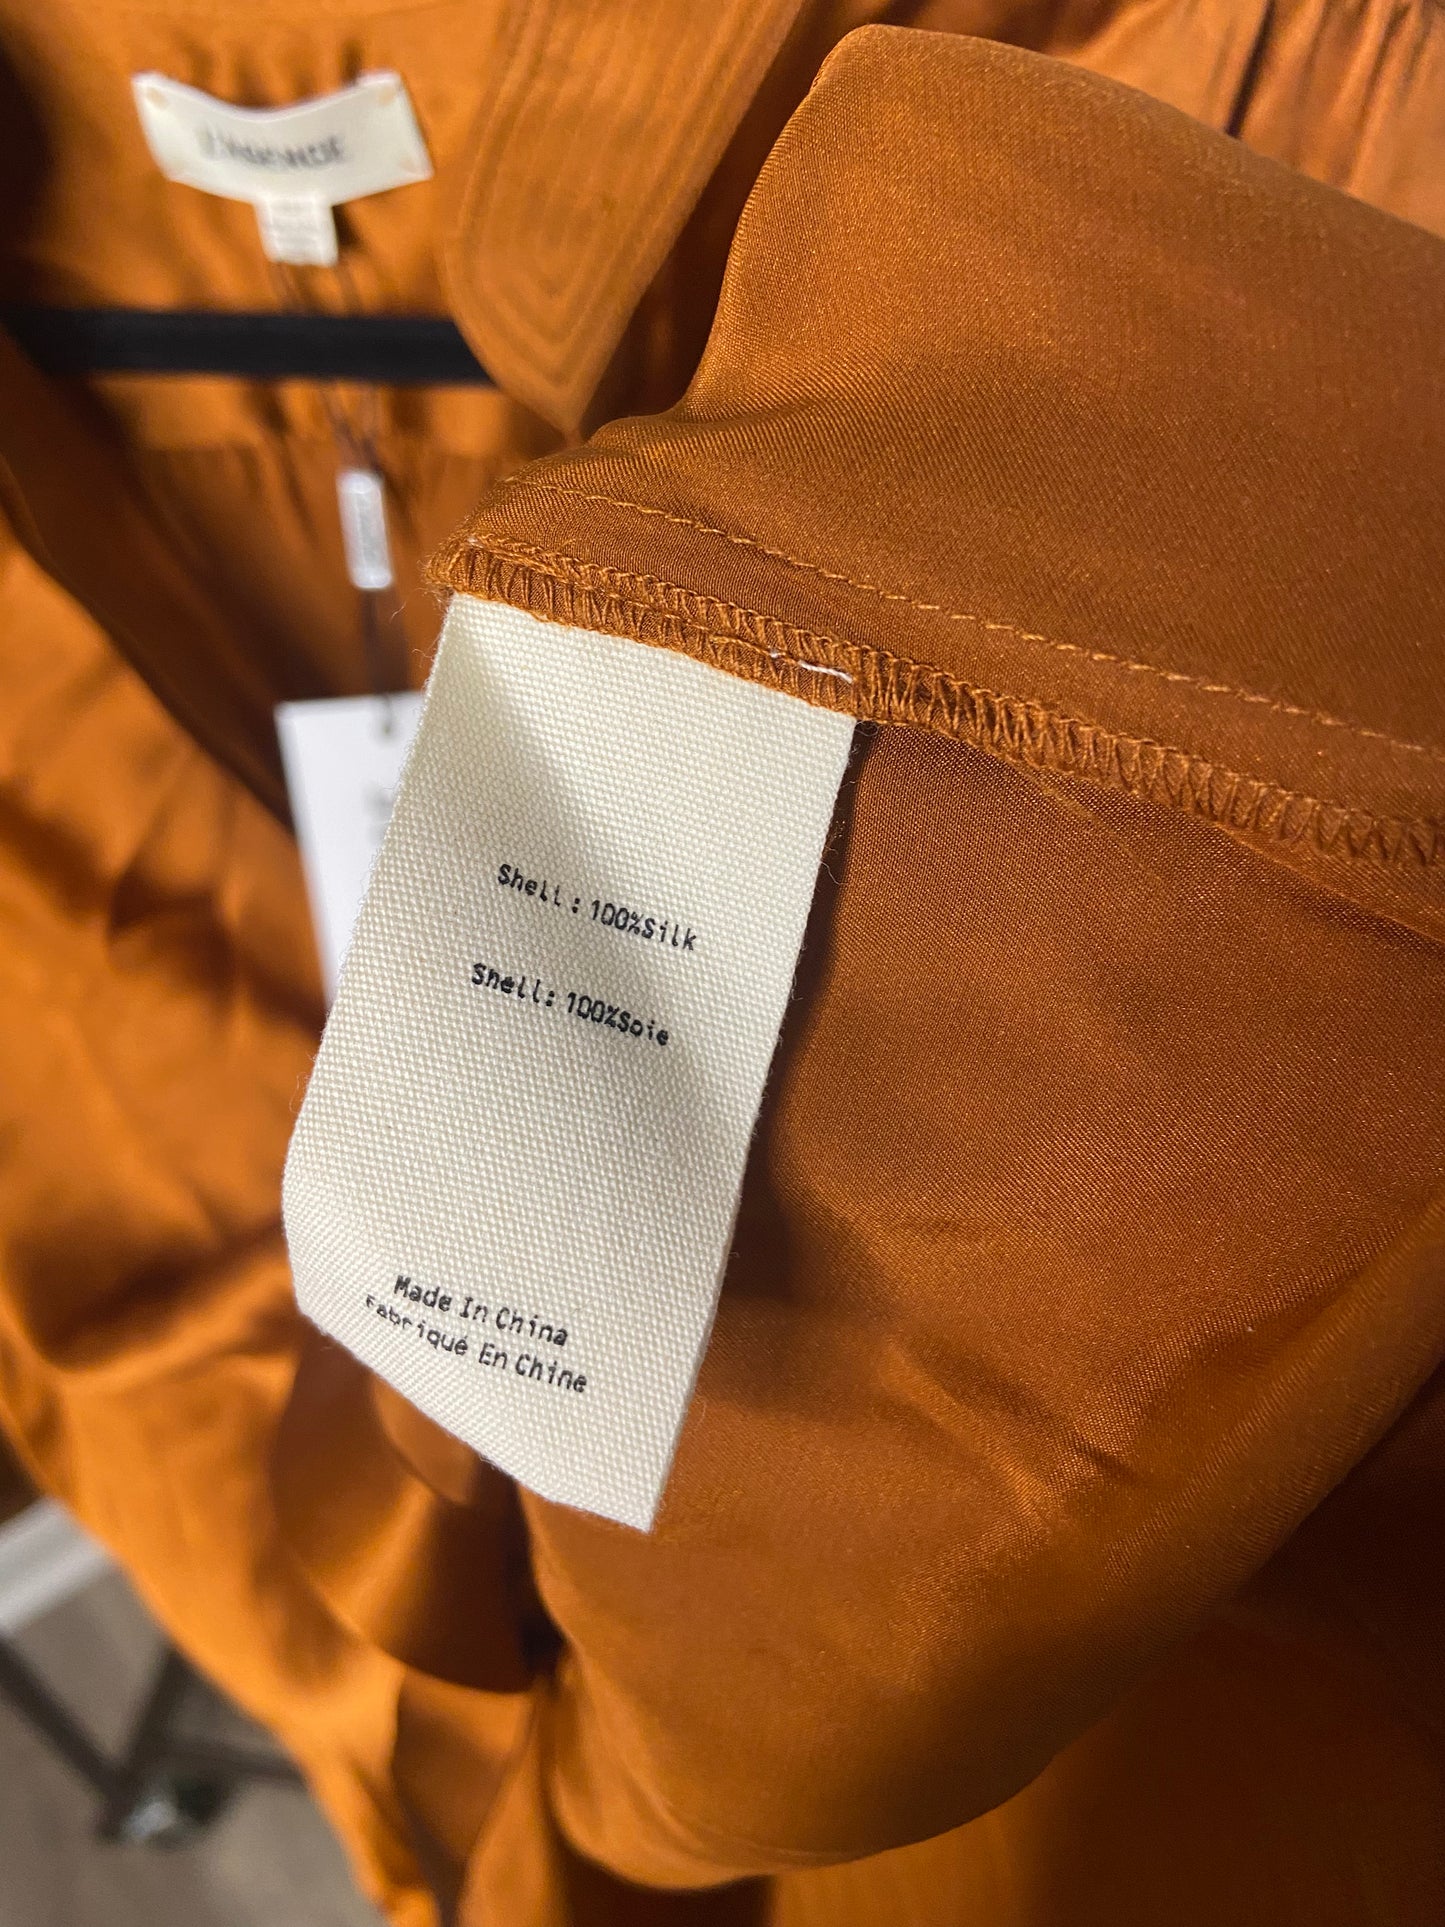 Shell: 100%Silk
Shell: 100%Soie
Made In China
Fabriqué En Chine